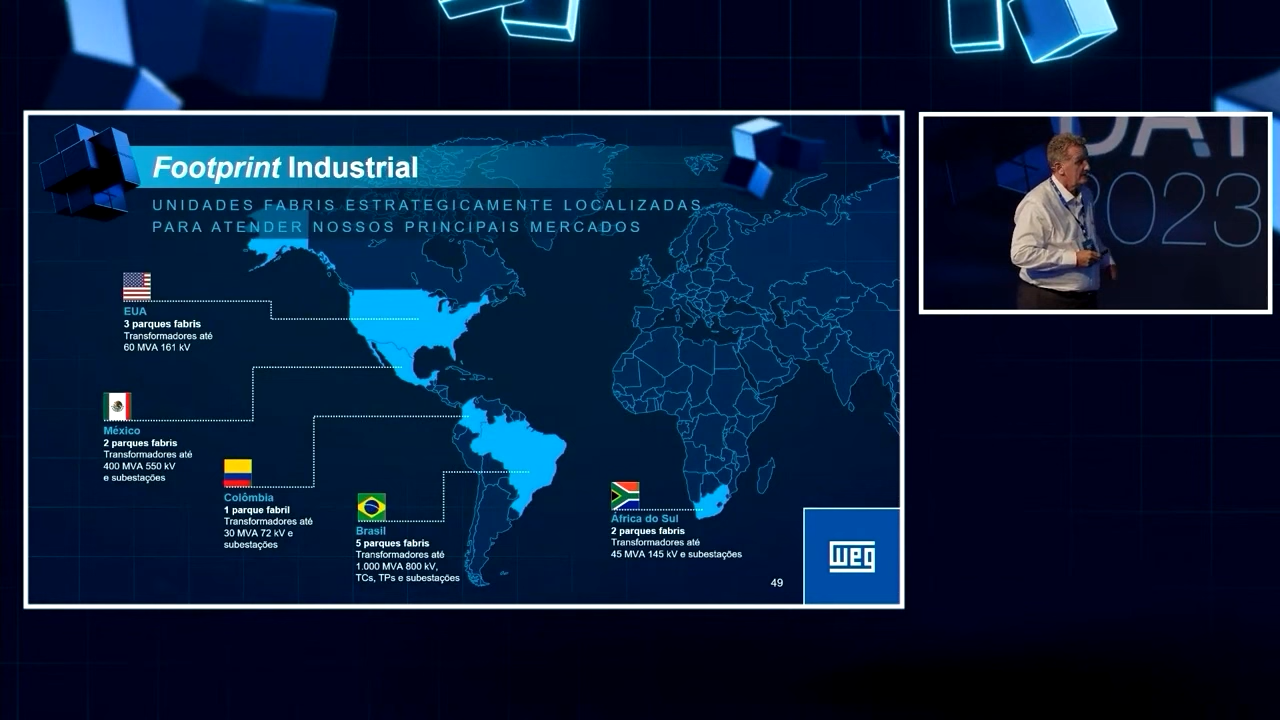 Footprint Industrial
UNIDADES FABRIS ESTRATEGICAMENTE LOCALIZADAS
PARA ATENDER NOSSOS PRINCIPAIS MERCADOS
EUA
3 parques fabris
Transformadores até
60 MVA 161 kV
México
2 parques fabris
Transformadores até
400 MVA 550 kV
e subestações
Colômbia
1 parque fabril
Transformadores até
30 MVA 72 kV e
subestações
Brasil
5 parques fabris
Transformadores até
1.000 MVA 800 kV,
TCs, TPs e subestações
África do Sul
2 parques fabris
Transformadores até
45 MVA 145 kV e subestações
49
weg
DAY
2023